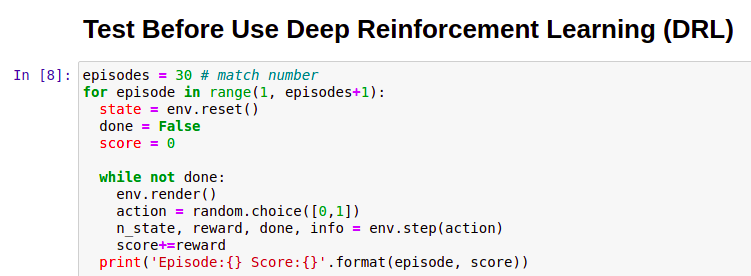 Test Before Use Deep Reinforcement Learning (DRL)
In [8]: episodes = 30 # match number
for episode in range(1, episodes+1):
  state = env.reset()
  done = False
  score = 0

  while not done:
    env.render()
    action = random.choice([0,1])
    n_state, reward, done, info = env.step(action)
    score+=reward
  print('Episode:{} Score:{}'.format(episode, score))